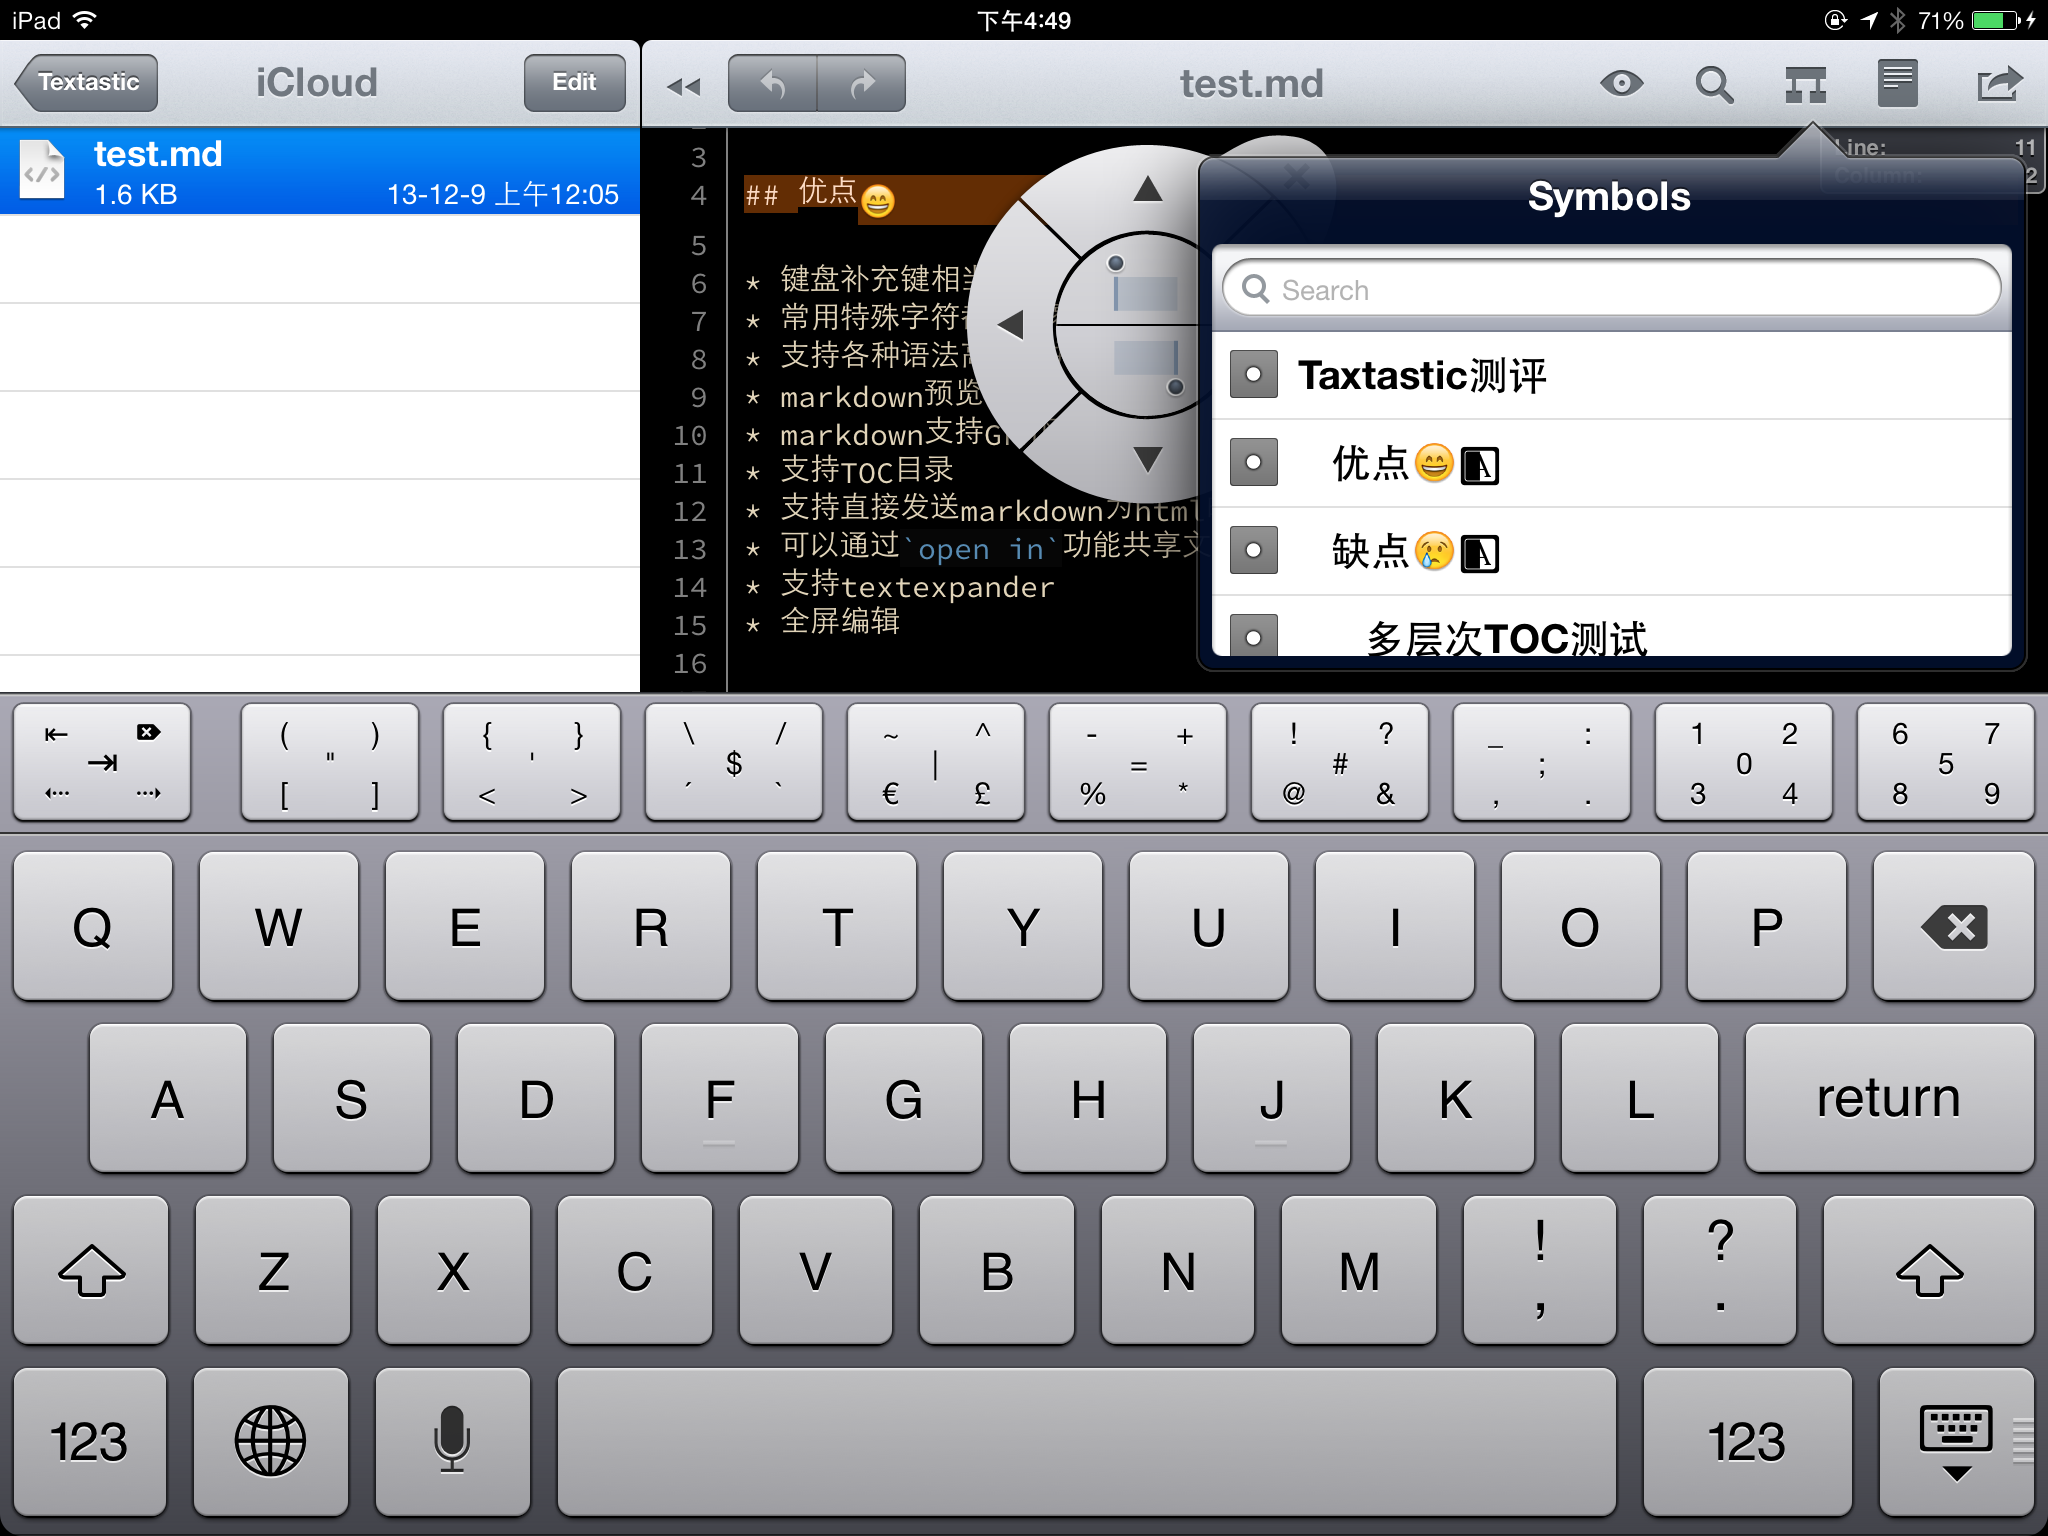 iPad
下午4:49
71%
Textastic
iCloud
Edit
test.md
test.md
1.6 KB
13-12-9 上午12:05
Line: 11
Column: 2
3
4 ## 优点😄
5
6 * 键盘补充键相
7 * 常用特殊字符
8 * 支持各种语法
9 * markdown预览
10 * markdown支持G
11 * 支持TOC目录
12 * 支持直接发送markdown为html
13 * 可以通过`open in`功能共享文
14 * 支持textexpander
15 * 全屏编辑
16
Symbols
Search
Taxtastic测评
优点😄
缺点😢
多层次TOC测试
( ) " [ ]
{ } ' < >
\ / $ ´ `
~ ^ | € £
- + = % *
! ? # @ &
_ : ; , .
1 2 0 3 4
6 7 5 8 9
Q W E R T Y U I O P
A S D F G H J K L return
Z X C V B N M ! , ? .
123 123